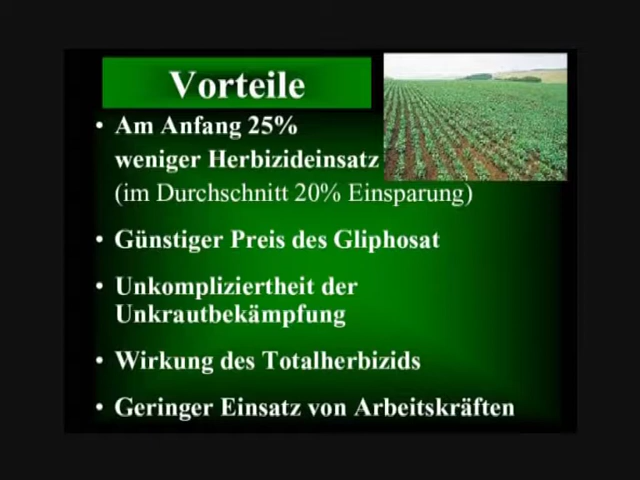 Vorteile
• Am Anfang 25%
weniger Herbizideinsatz
(im Durchschnitt 20% Einsparung)
• Günstiger Preis des Gliphosat
• Unkompliziertheit der
Unkrautbekämpfung
• Wirkung des Totalherbizids
• Geringer Einsatz von Arbeitskräften